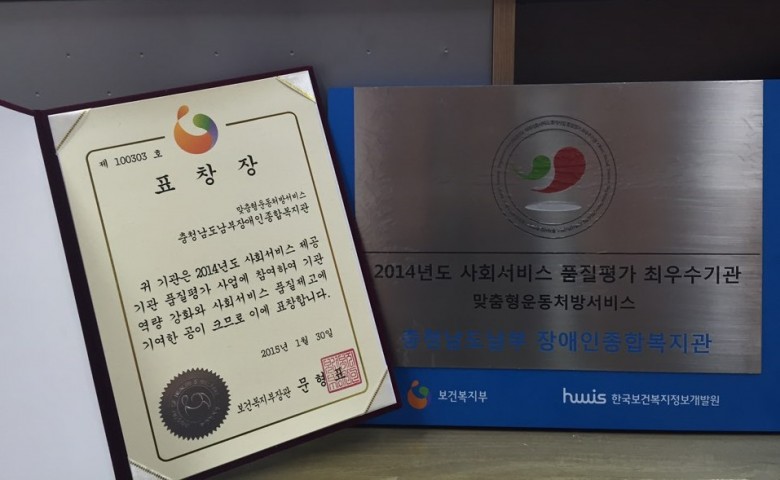 제 100303 호
표 창 장
맞춤형운동처방서비스
충청남도남부장애인종합복지관
귀 기관은 2014년도 사회서비스 제공
기관 품질평가 사업에 참여하여 기관
역량 강화와 사회서비스 품질제고에
기여한 공이 크므로 이에 표창합니다.
2015년 1월 30일
보건복지부장관 문 형 표
2014년도 사회서비스 품질평가 최우수기관
맞춤형운동처방서비스
충청남도남부 장애인종합복지관
보건복지부
hwis 한국보건복지정보개발원